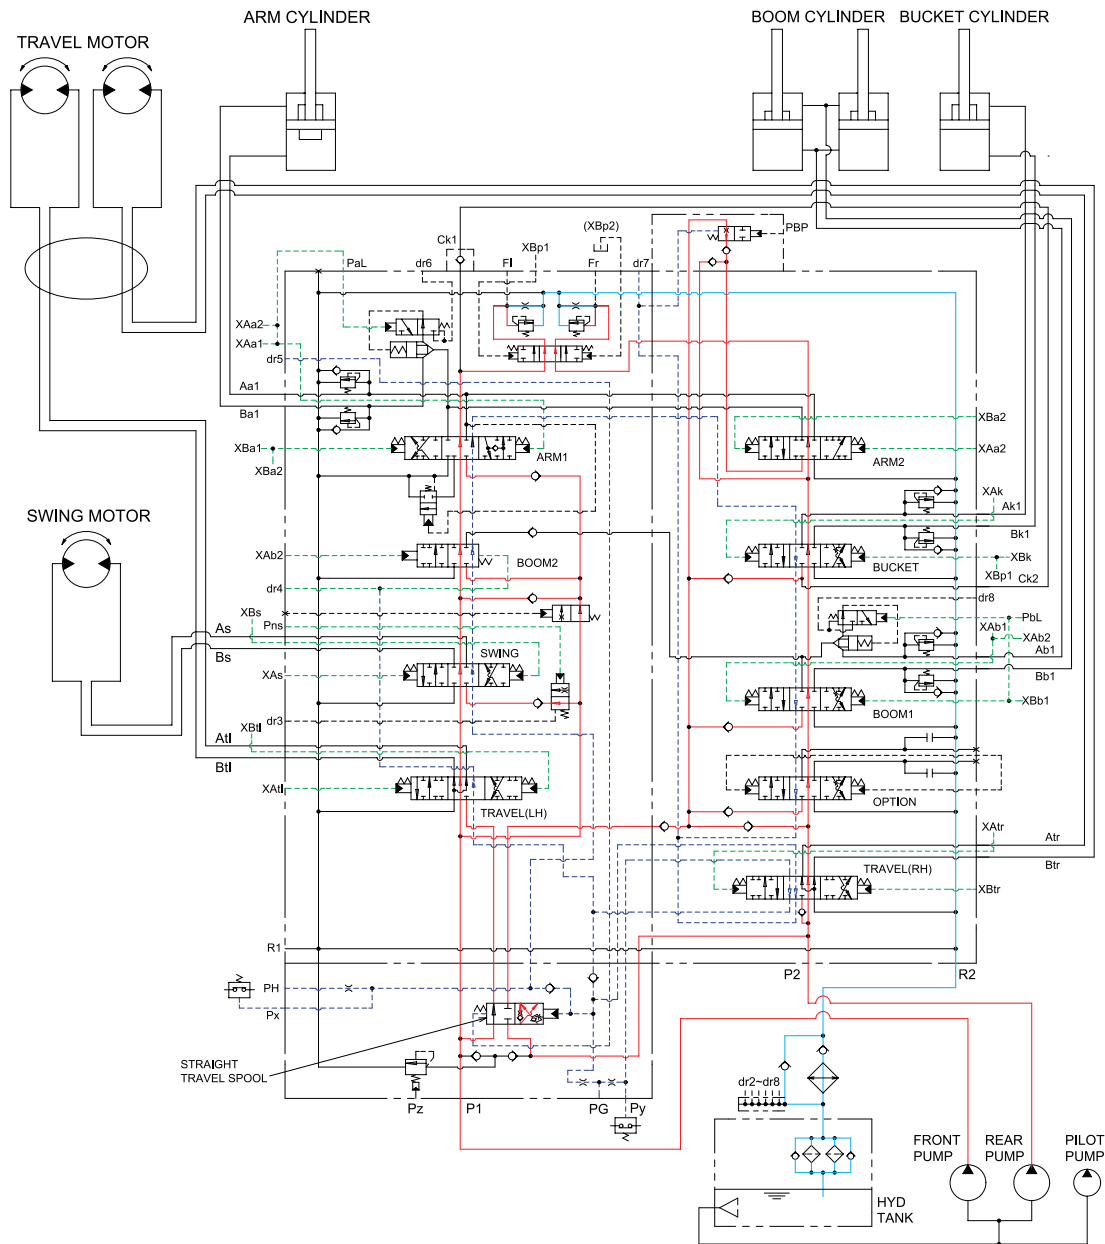 ARM CYLINDER
BOOM CYLINDER
BUCKET CYLINDER
TRAVEL MOTOR
(XBp2)
PBP
Ck1
XBp1
PaL
dr6
Fl
Fr
dr7
XAa2
XAa1
dr5
Aa1
Ba1
XBa1
XBa2
ARM1
XBa2
XAa2
ARM2
XAk
Ak1
Bk1
SWING MOTOR
XAb2
BOOM2
BUCKET
XBk
XBp1
Ck2
dr4
dr8
XBs
Pns
PbL
XAb1
XAb2
As
Bs
SWING
Ab1
Bb1
XAs
BOOM1
XBb1
dr3
XBtl
Atl
Btl
XAtl
TRAVEL(LH)
OPTION
XAtr
Atr
Btr
TRAVEL(RH)
XBtr
R1
P2
R2
PH
Px
STRAIGHT
TRAVEL SPOOL
Pz
P1
PG
Py
dr2~dr8
FRONT
PUMP
REAR
PUMP
PILOT
PUMP
HYD
TANK